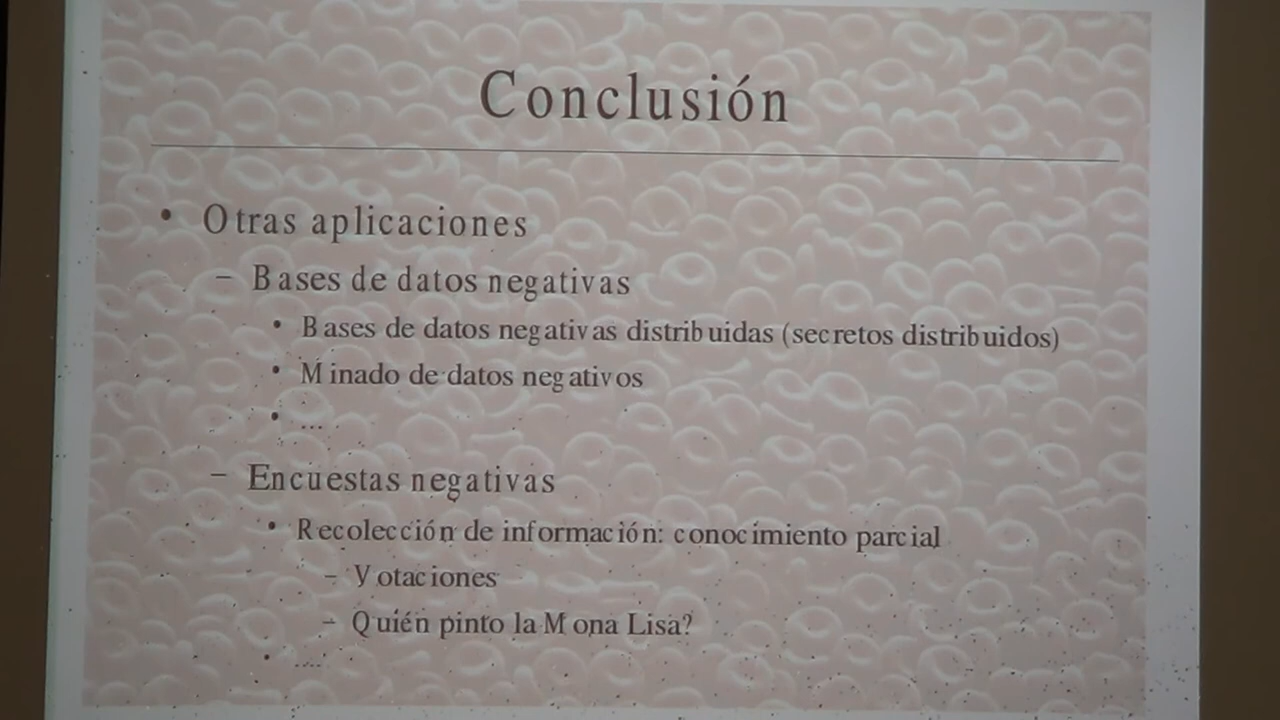 Conclusión
• Otras aplicaciones
– Bases de datos negativas
• Bases de datos negativas distribuidas (secretos distribuidos)
• Minado de datos negativos
• ...
– Encuestas negativas
• Recolección de información: conocimiento parcial
– Votaciones
– Quién pinto la Mona Lisa?
• ....